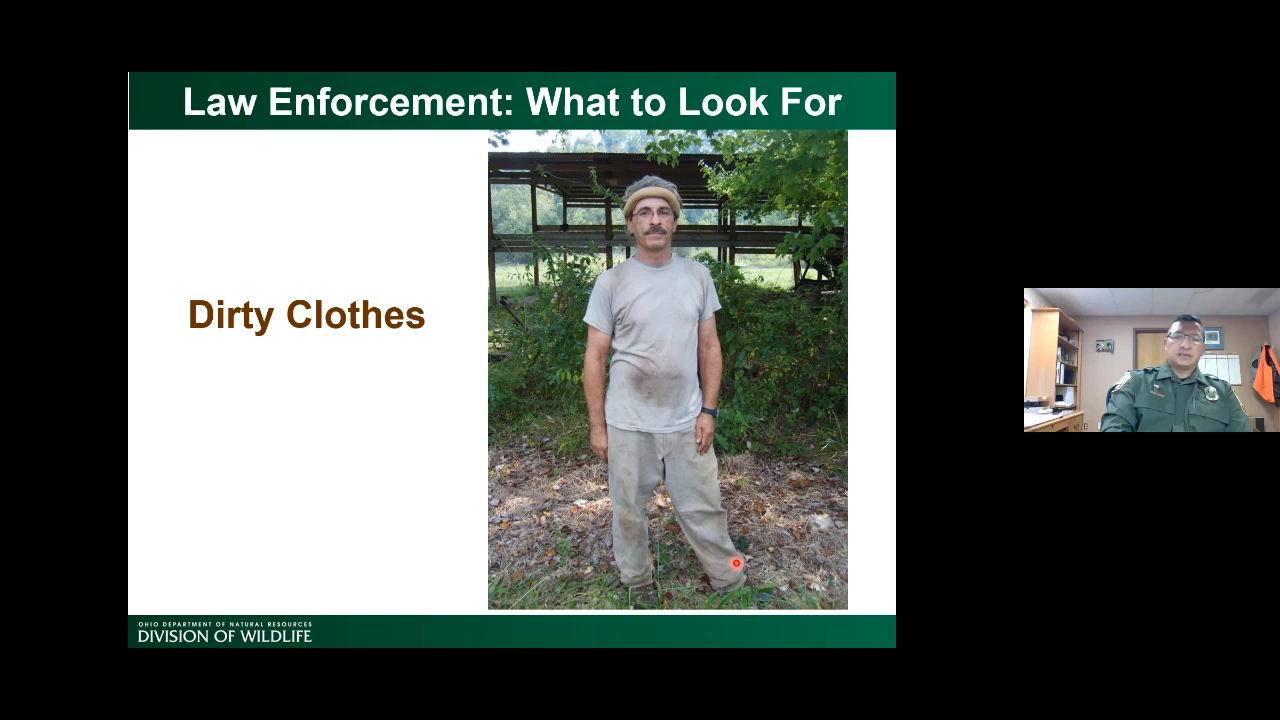 Law Enforcement: What to Look For
Dirty Clothes
OHIO DEPARTMENT OF NATURAL RESOURCES
DIVISION OF WILDLIFE